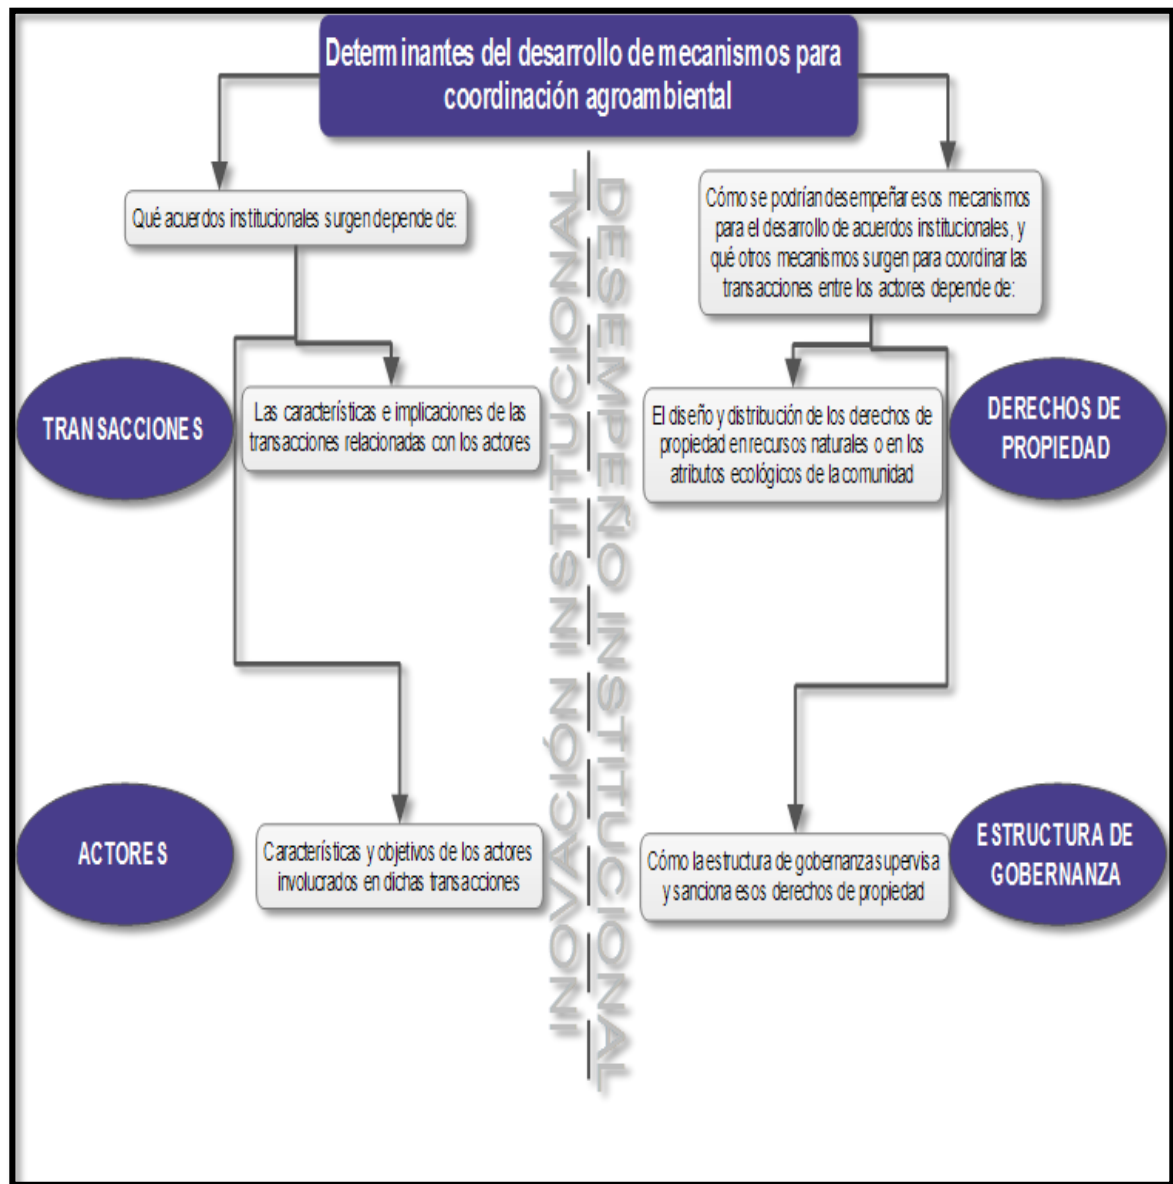 Determinantes del desarrollo de mecanismos para
coordinación agroambiental
Qué acuerdos institucionales surgen depende de:
TRANSACCIONES
Las características e implicaciones de las
transacciones relacionadas con los actores
ACTORES
Características y objetivos de los actores
involucrados en dichas transacciones
INOVACIÓN INSTITUCIONAL
DESEMPEÑO INSTITUCIONAL
Cómo se podrían desempeñar esos mecanismos
para el desarrollo de acuerdos institucionales, y
qué otros mecanismos surgen para coordinar las
transacciones entre los actores depende de:
El diseño y distribución de los derechos de
propiedad en recursos naturales o en los
atributos ecológicos de la comunidad
DERECHOS DE
PROPIEDAD
Cómo la estructura de gobernanza supervisa
y sanciona esos derechos de propiedad
ESTRUCTURA DE
GOBERNANZA